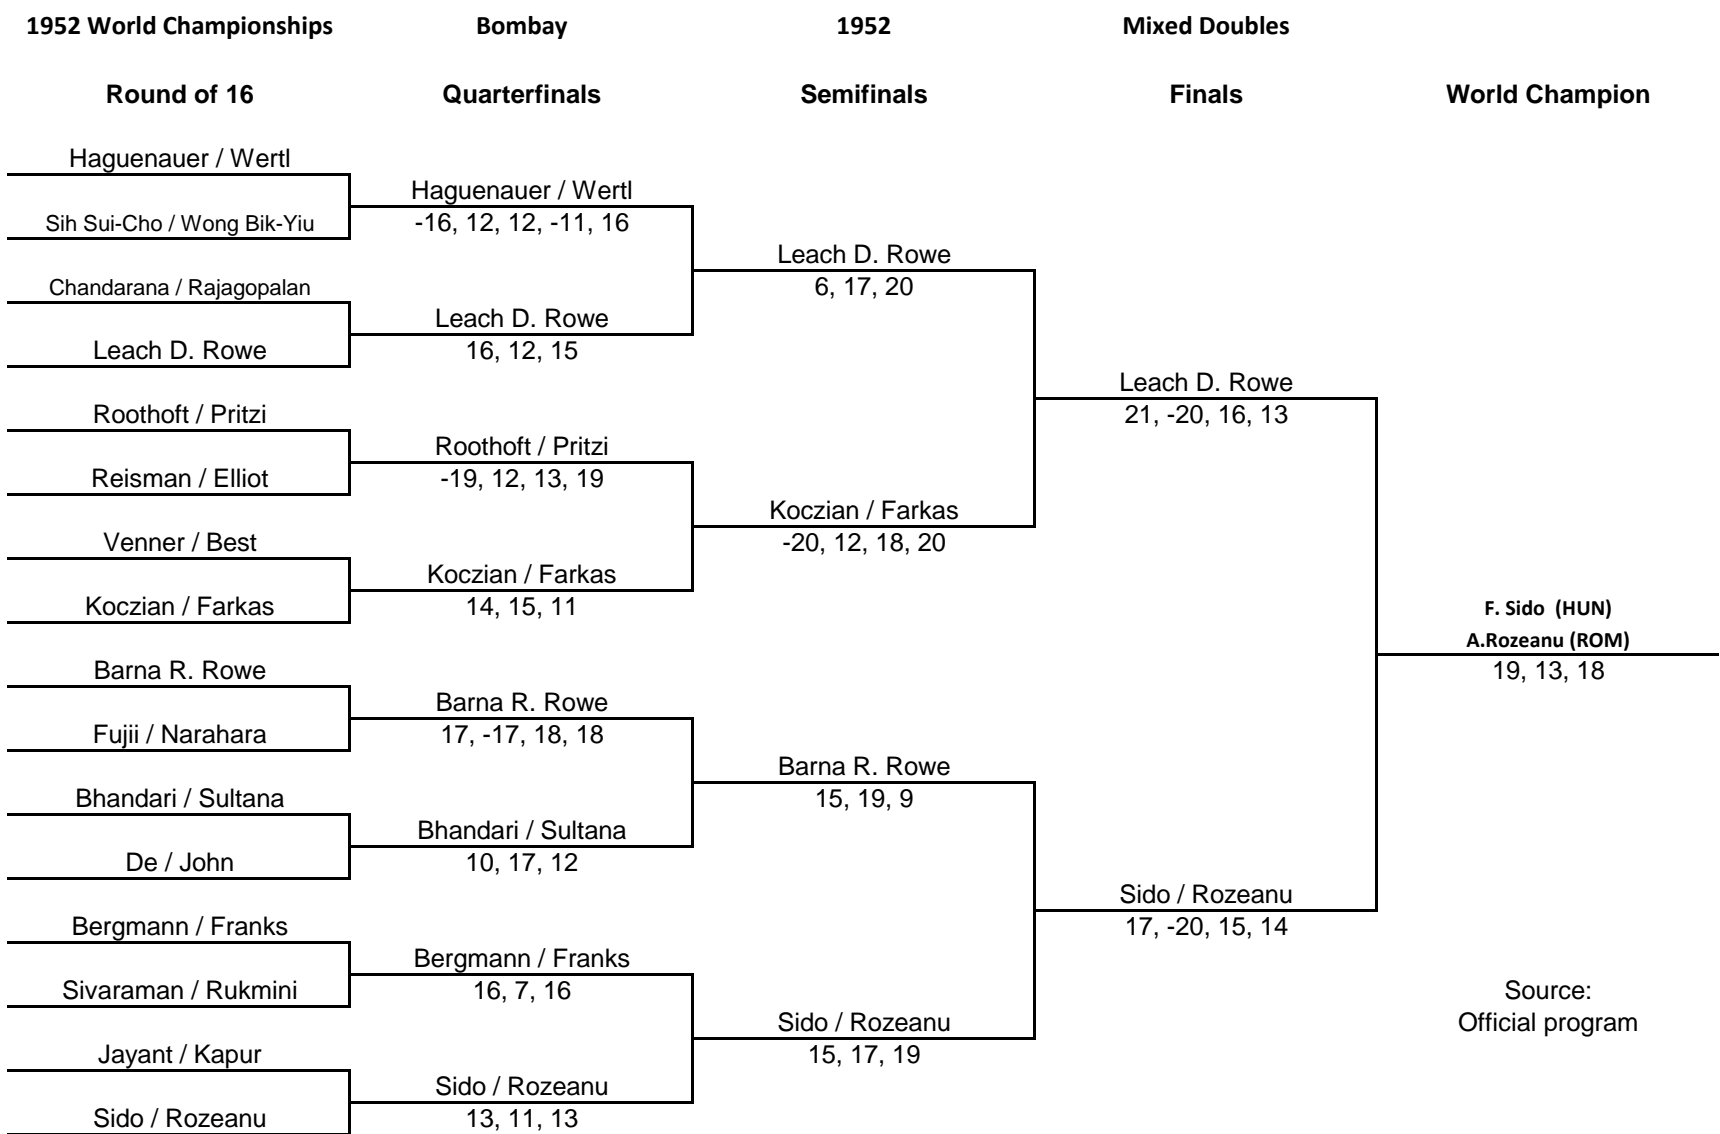 1952 World Championships Bombay 1952 Mixed Doubles
Round of 16 Quarterfinals Semifinals Finals World Champion
Haguenauer / Wertl
Haguenauer / Wertl
Sih Sui-Cho / Wong Bik-Yiu
-16, 12, 12, -11, 16
Leach D. Rowe
Chandarana / Rajagopalan
6, 17, 20
Leach D. Rowe
Leach D. Rowe
16, 12, 15
Leach D. Rowe
Roothoft / Pritzi
21, -20, 16, 13
Roothoft / Pritzi
Reisman / Elliot
-19, 12, 13, 19
Koczian / Farkas
Venner / Best
-20, 12, 18, 20
Koczian / Farkas
Koczian / Farkas
14, 15, 11
F. Sido (HUN)
A.Rozeanu (ROM)
Barna R. Rowe
19, 13, 18
Barna R. Rowe
Fujii / Narahara
17, -17, 18, 18
Barna R. Rowe
Bhandari / Sultana
15, 19, 9
Bhandari / Sultana
De / John
10, 17, 12
Sido / Rozeanu
Bergmann / Franks
17, -20, 15, 14
Bergmann / Franks
Sivaraman / Rukmini
16, 7, 16
Source:
Sido / Rozeanu
Official program
Jayant / Kapur
15, 17, 19
Sido / Rozeanu
Sido / Rozeanu
13, 11, 13